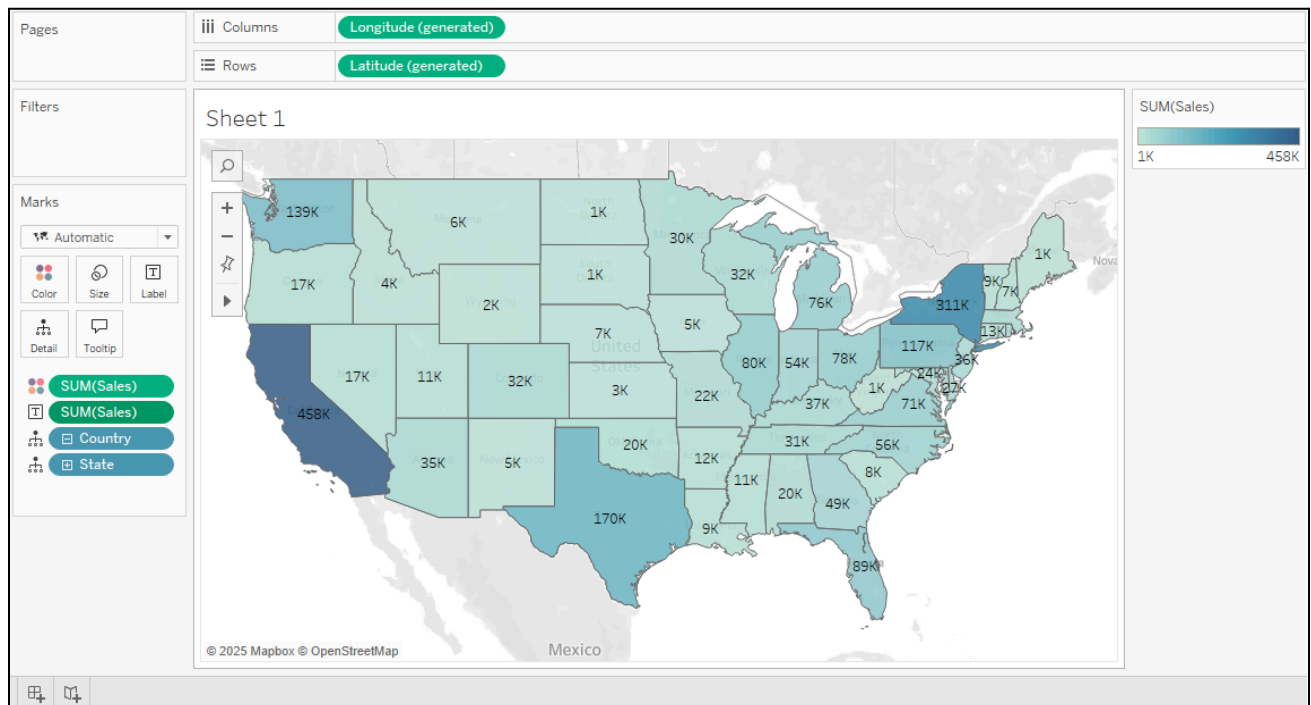 Pages
Columns
Longitude (generated)
Rows
Latitude (generated)
Filters
Marks
Automatic
Color
Size
Label
Detail
Tooltip
SUM(Sales)
SUM(Sales)
Country
State
Sheet 1
139K
6K
1K
30K
1K
17K
4K
1K
32K
9K
7K
311K
2K
76K
5K
13K
7K
United
States
117K
36K
80K
54K
78K
24K
27K
17K
11K
32K
3K
22K
37K
1K
71K
458K
20K
31K
56K
35K
5K
12K
11K
20K
49K
8K
170K
9K
89K
Mexico
© 2025 Mapbox © OpenStreetMap
SUM(Sales)
1K 458K